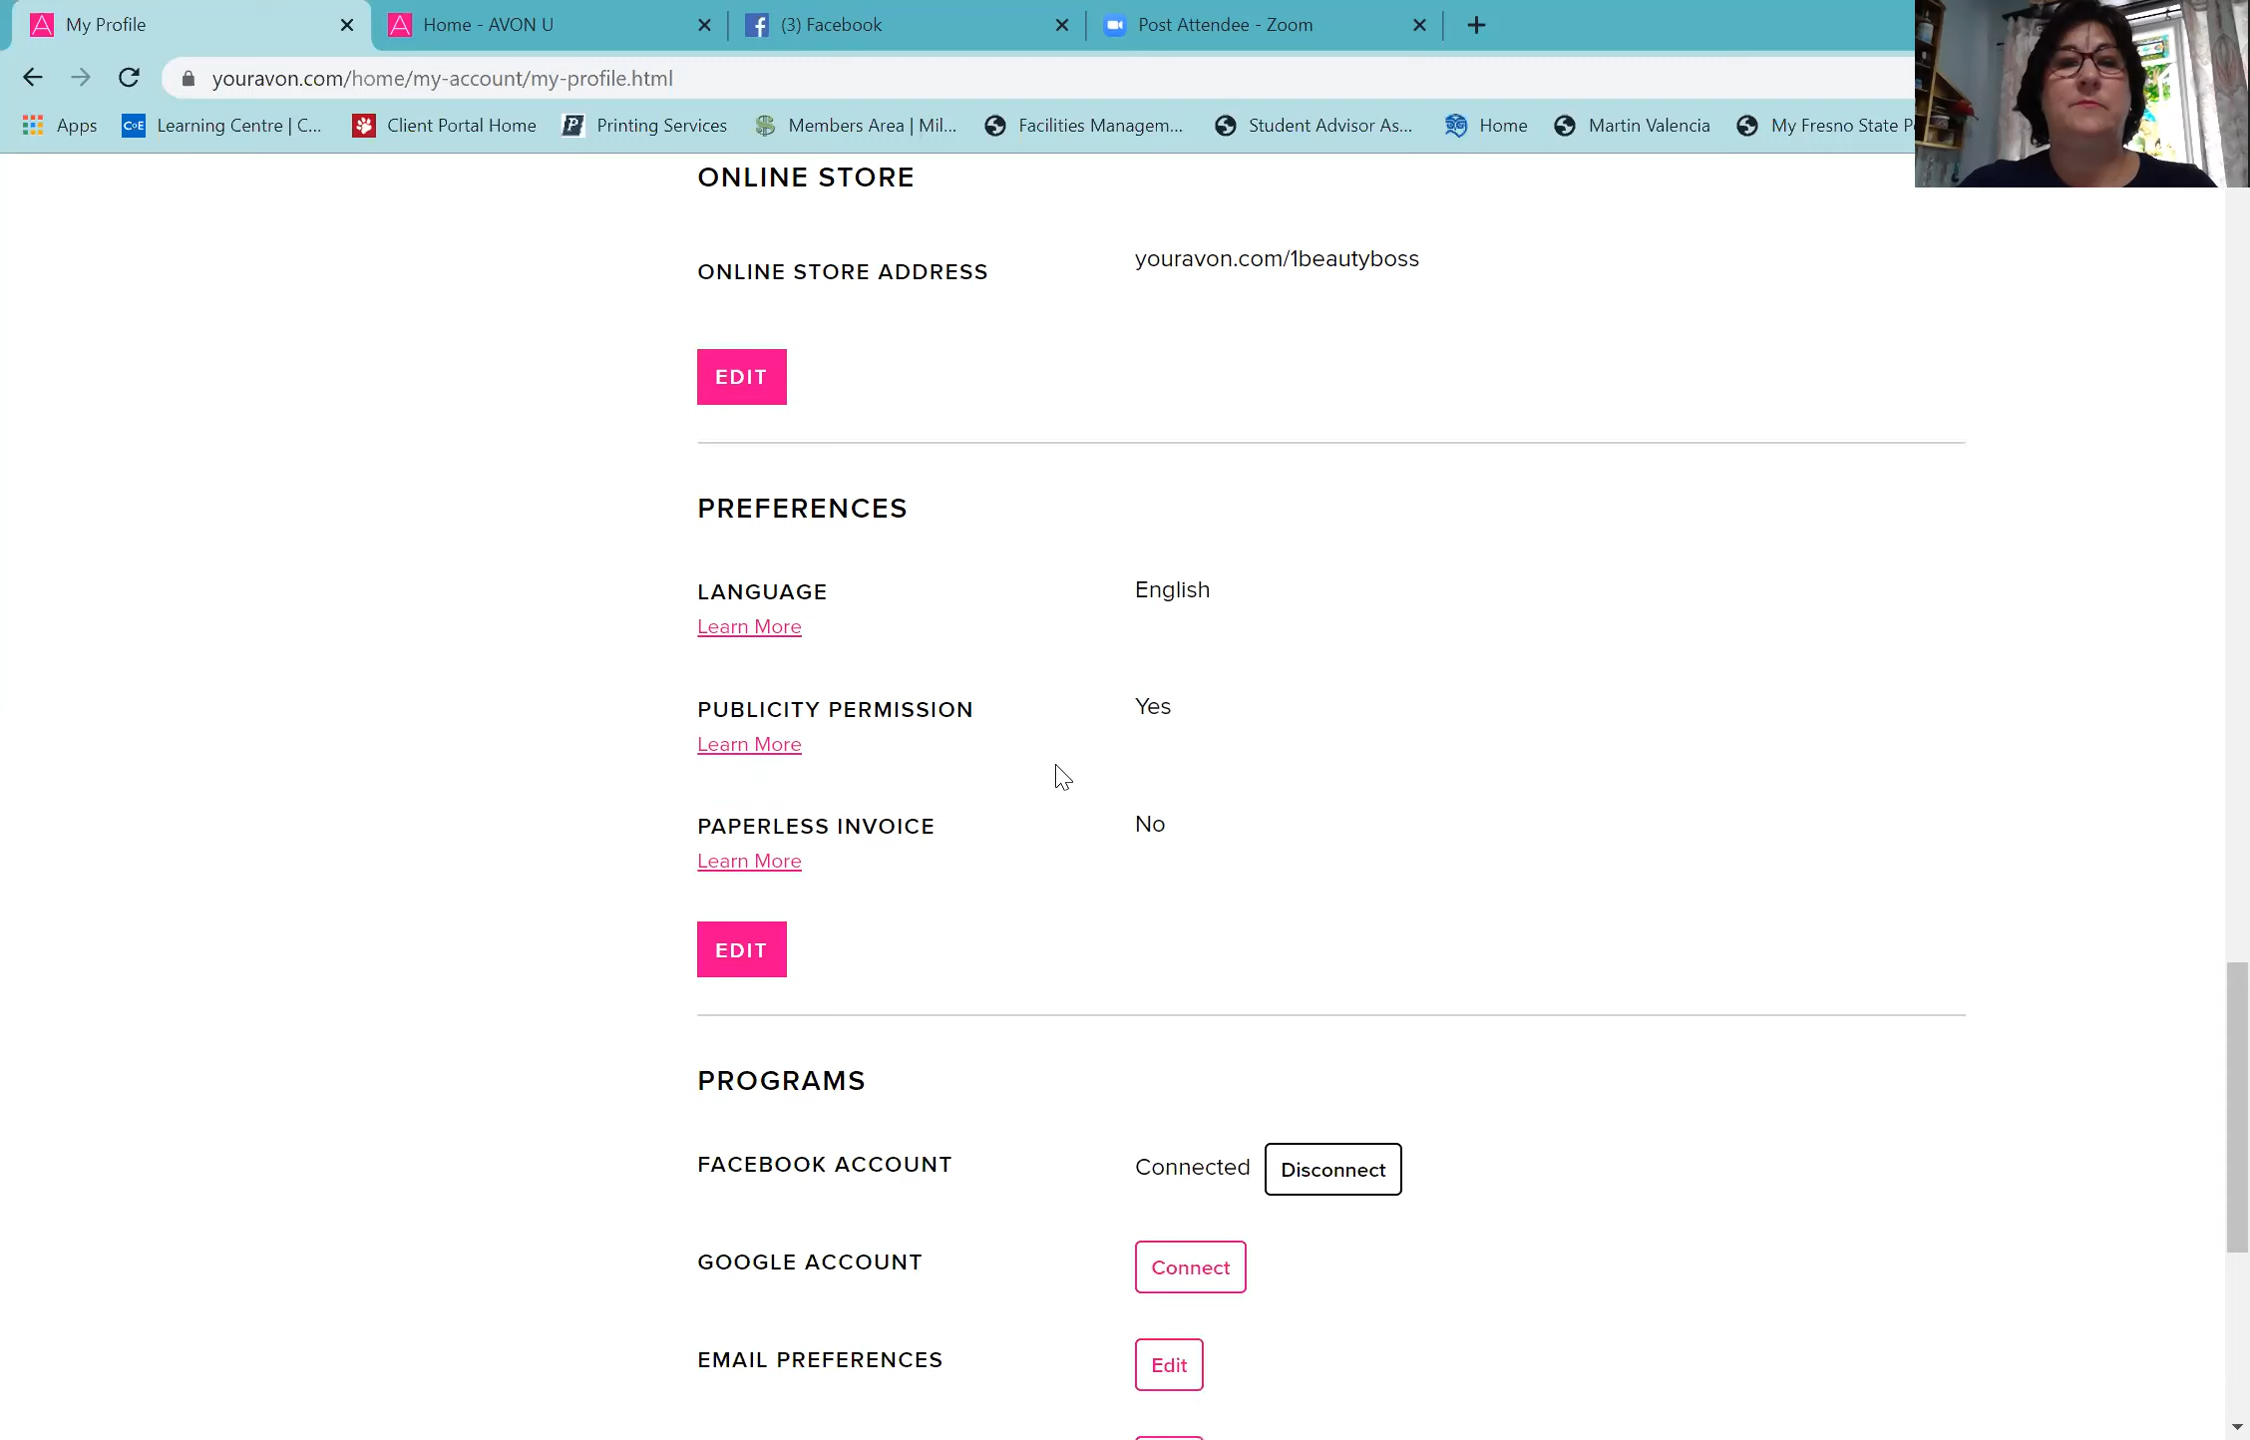 My Profile
Home - AVON U
(3) Facebook
Post Attendee - Zoom
youravon.com/home/my-account/my-profile.html
Apps
CoE
Learning Centre | C...
Client Portal Home
Printing Services
Members Area | Mil...
Facilities Managem...
Student Advisor As...
Home
Martin Valencia
My Fresno State P
ONLINE STORE
ONLINE STORE ADDRESS
youravon.com/1beautyboss
EDIT
PREFERENCES
LANGUAGE
English
Learn More
PUBLICITY PERMISSION
Yes
Learn More
PAPERLESS INVOICE
No
Learn More
EDIT
PROGRAMS
FACEBOOK ACCOUNT
Connected
Disconnect
GOOGLE ACCOUNT
Connect
EMAIL PREFERENCES
Edit